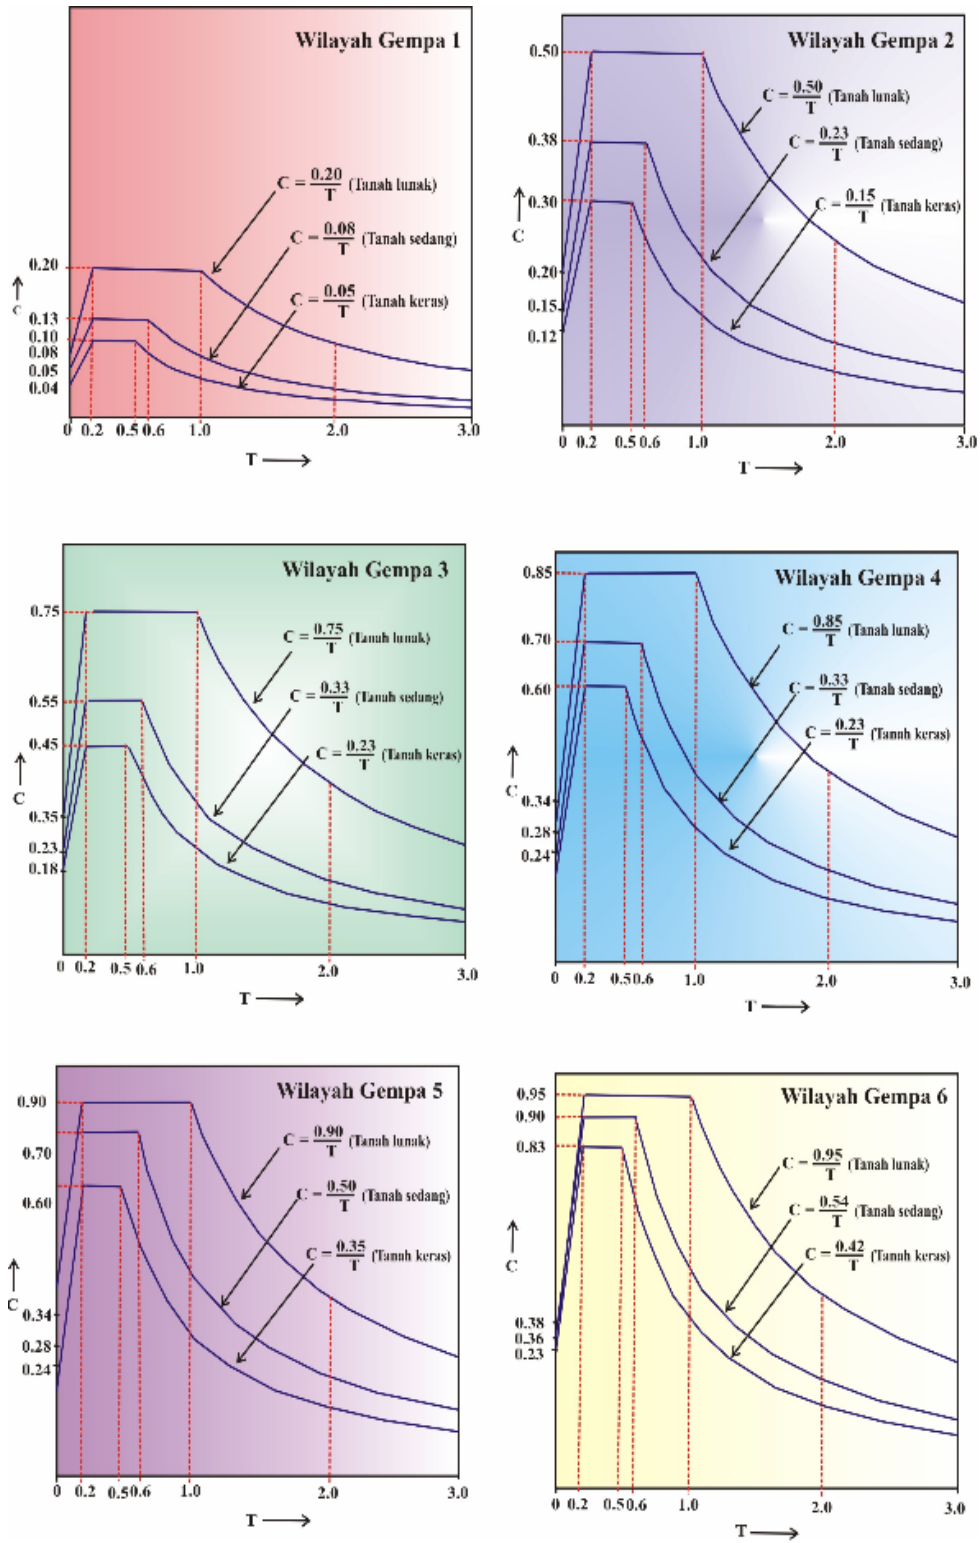 Wilayah Gempa 1
C = 0.20/T (Tanah lunak)
C = 0.08/T (Tanah sedang)
C = 0.05/T (Tanah keras)
0.20
C
0.13
0.10
0.08
0.05
0.04
0 0.2 0.5 0.6 1.0 2.0 3.0
T
Wilayah Gempa 2
0.50
C = 0.50/T (Tanah lunak)
0.38
C = 0.23/T (Tanah sedang)
0.30
C = 0.15/T (Tanah keras)
C
0.20
0.15
0.12
0 0.2 0.5 0.6 1.0 2.0 3.0
T
Wilayah Gempa 3
0.75
C = 0.75/T (Tanah lunak)
0.55
C = 0.33/T (Tanah sedang)
0.45
C = 0.23/T (Tanah keras)
C
0.35
0.23
0.18
0 0.2 0.5 0.6 1.0 2.0 3.0
T
Wilayah Gempa 4
0.85
C = 0.85/T (Tanah lunak)
0.70
0.60
C = 0.33/T (Tanah sedang)
C = 0.23/T (Tanah keras)
C
0.34
0.28
0.24
0 0.2 0.5 0.6 1.0 2.0 3.0
T
Wilayah Gempa 5
0.90
C = 0.90/T (Tanah lunak)
0.70
C = 0.50/T (Tanah sedang)
0.60
C = 0.35/T (Tanah keras)
C
0.34
0.28
0.24
0 0.2 0.5 0.6 1.0 2.0 3.0
T
Wilayah Gempa 6
0.95
0.90
0.83
C = 0.95/T (Tanah lunak)
C = 0.54/T (Tanah sedang)
C = 0.42/T (Tanah keras)
C
0.38
0.36
0.23
0 0.2 0.5 0.6 1.0 2.0 3.0
T